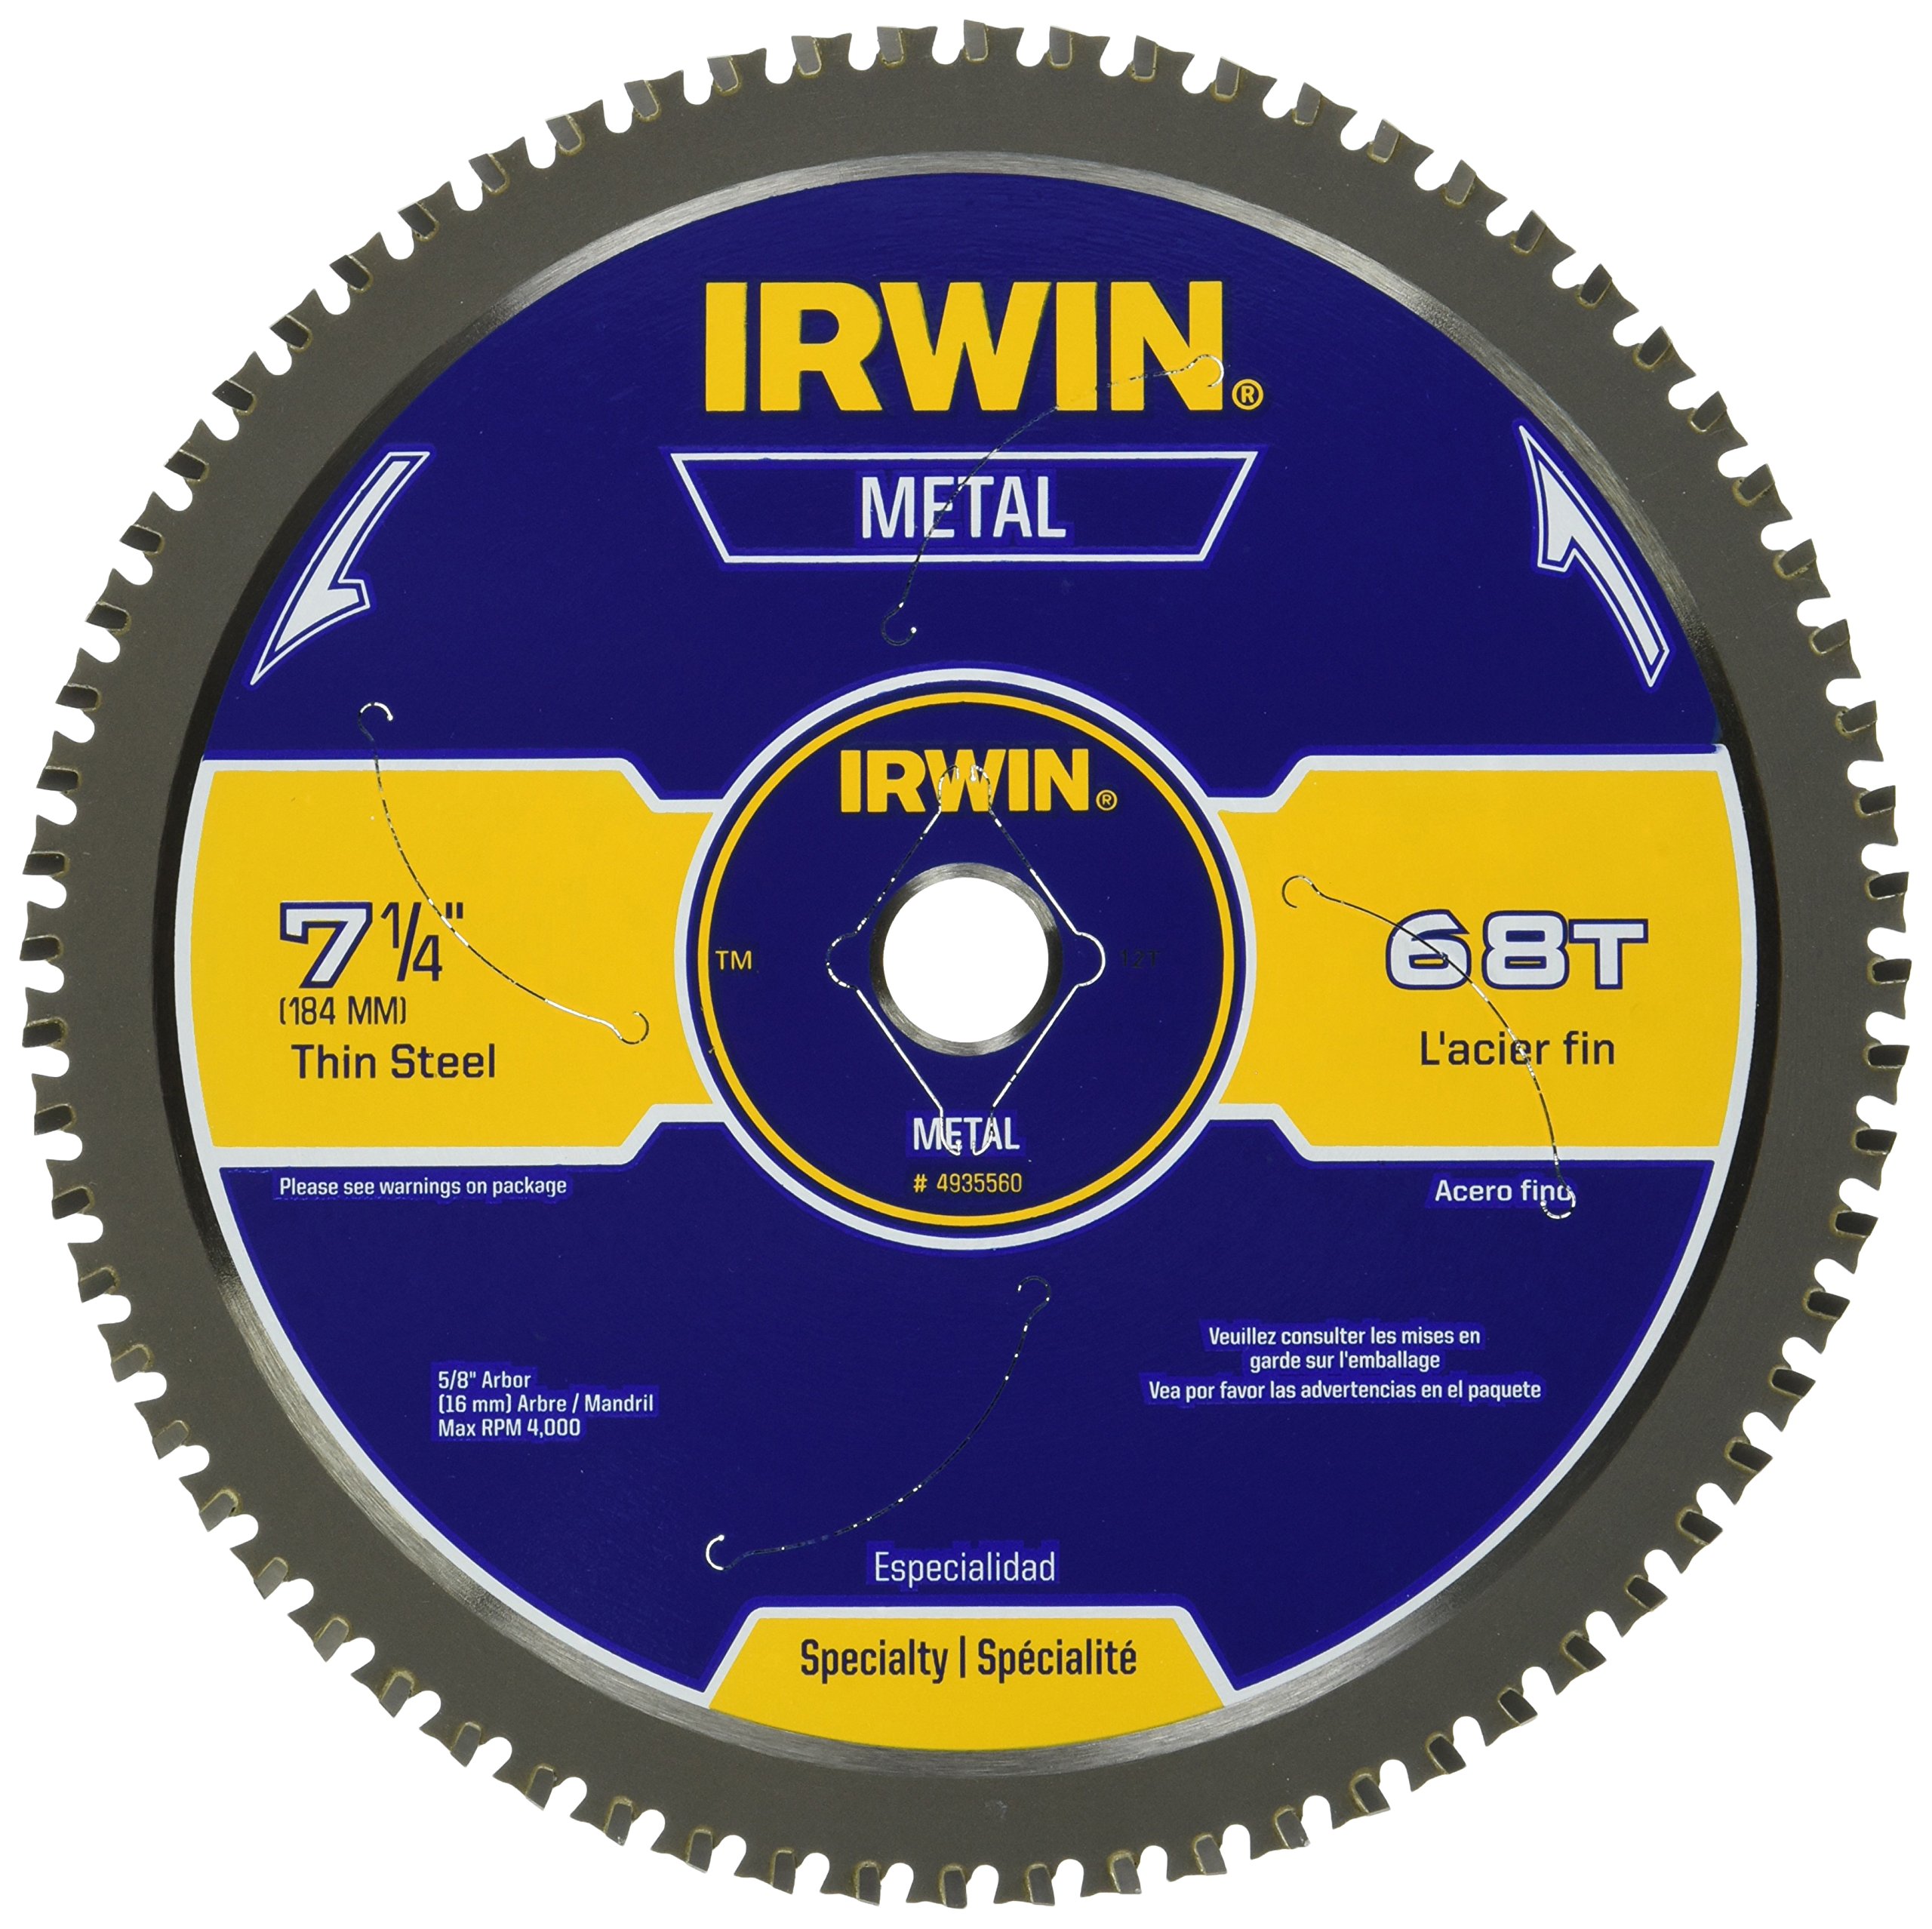 IRWIN®
METAL
IRWIN®
7 1/4"
(184 MM)
Thin Steel
TM
12T
68T
L'acier fin
METAL
# 4935560
Please see warnings on package
Acero fino
5/8" Arbor
(16 mm) Arbre / Mandril
Max RPM 4,000
Veuillez consulter les mises en
garde sur l'emballage
Vea por favor las advertencias en el paquete
Especialidad
Specialty | Spécialité